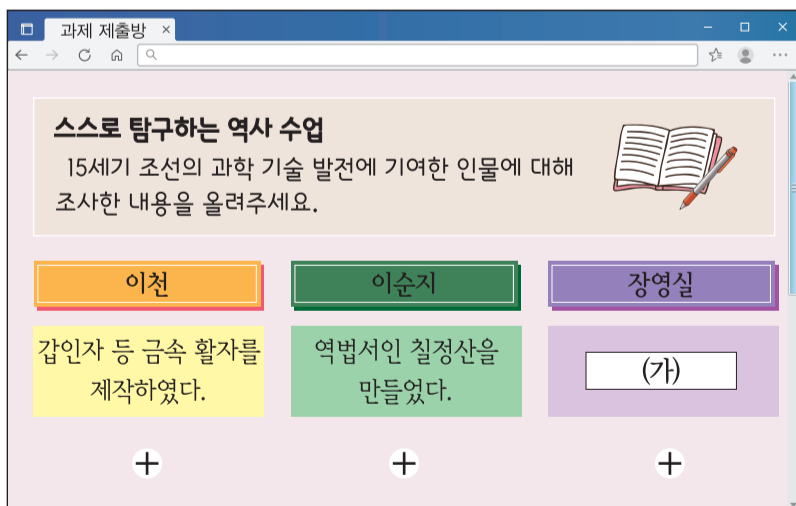 과제 제출방
스스로 탐구하는 역사 수업
15세기 조선의 과학 기술 발전에 기여한 인물에 대해
조사한 내용을 올려주세요.
이천
이순지
장영실
갑인자 등 금속 활자를
제작하였다.
역법서인 칠정산을
만들었다.
(가)